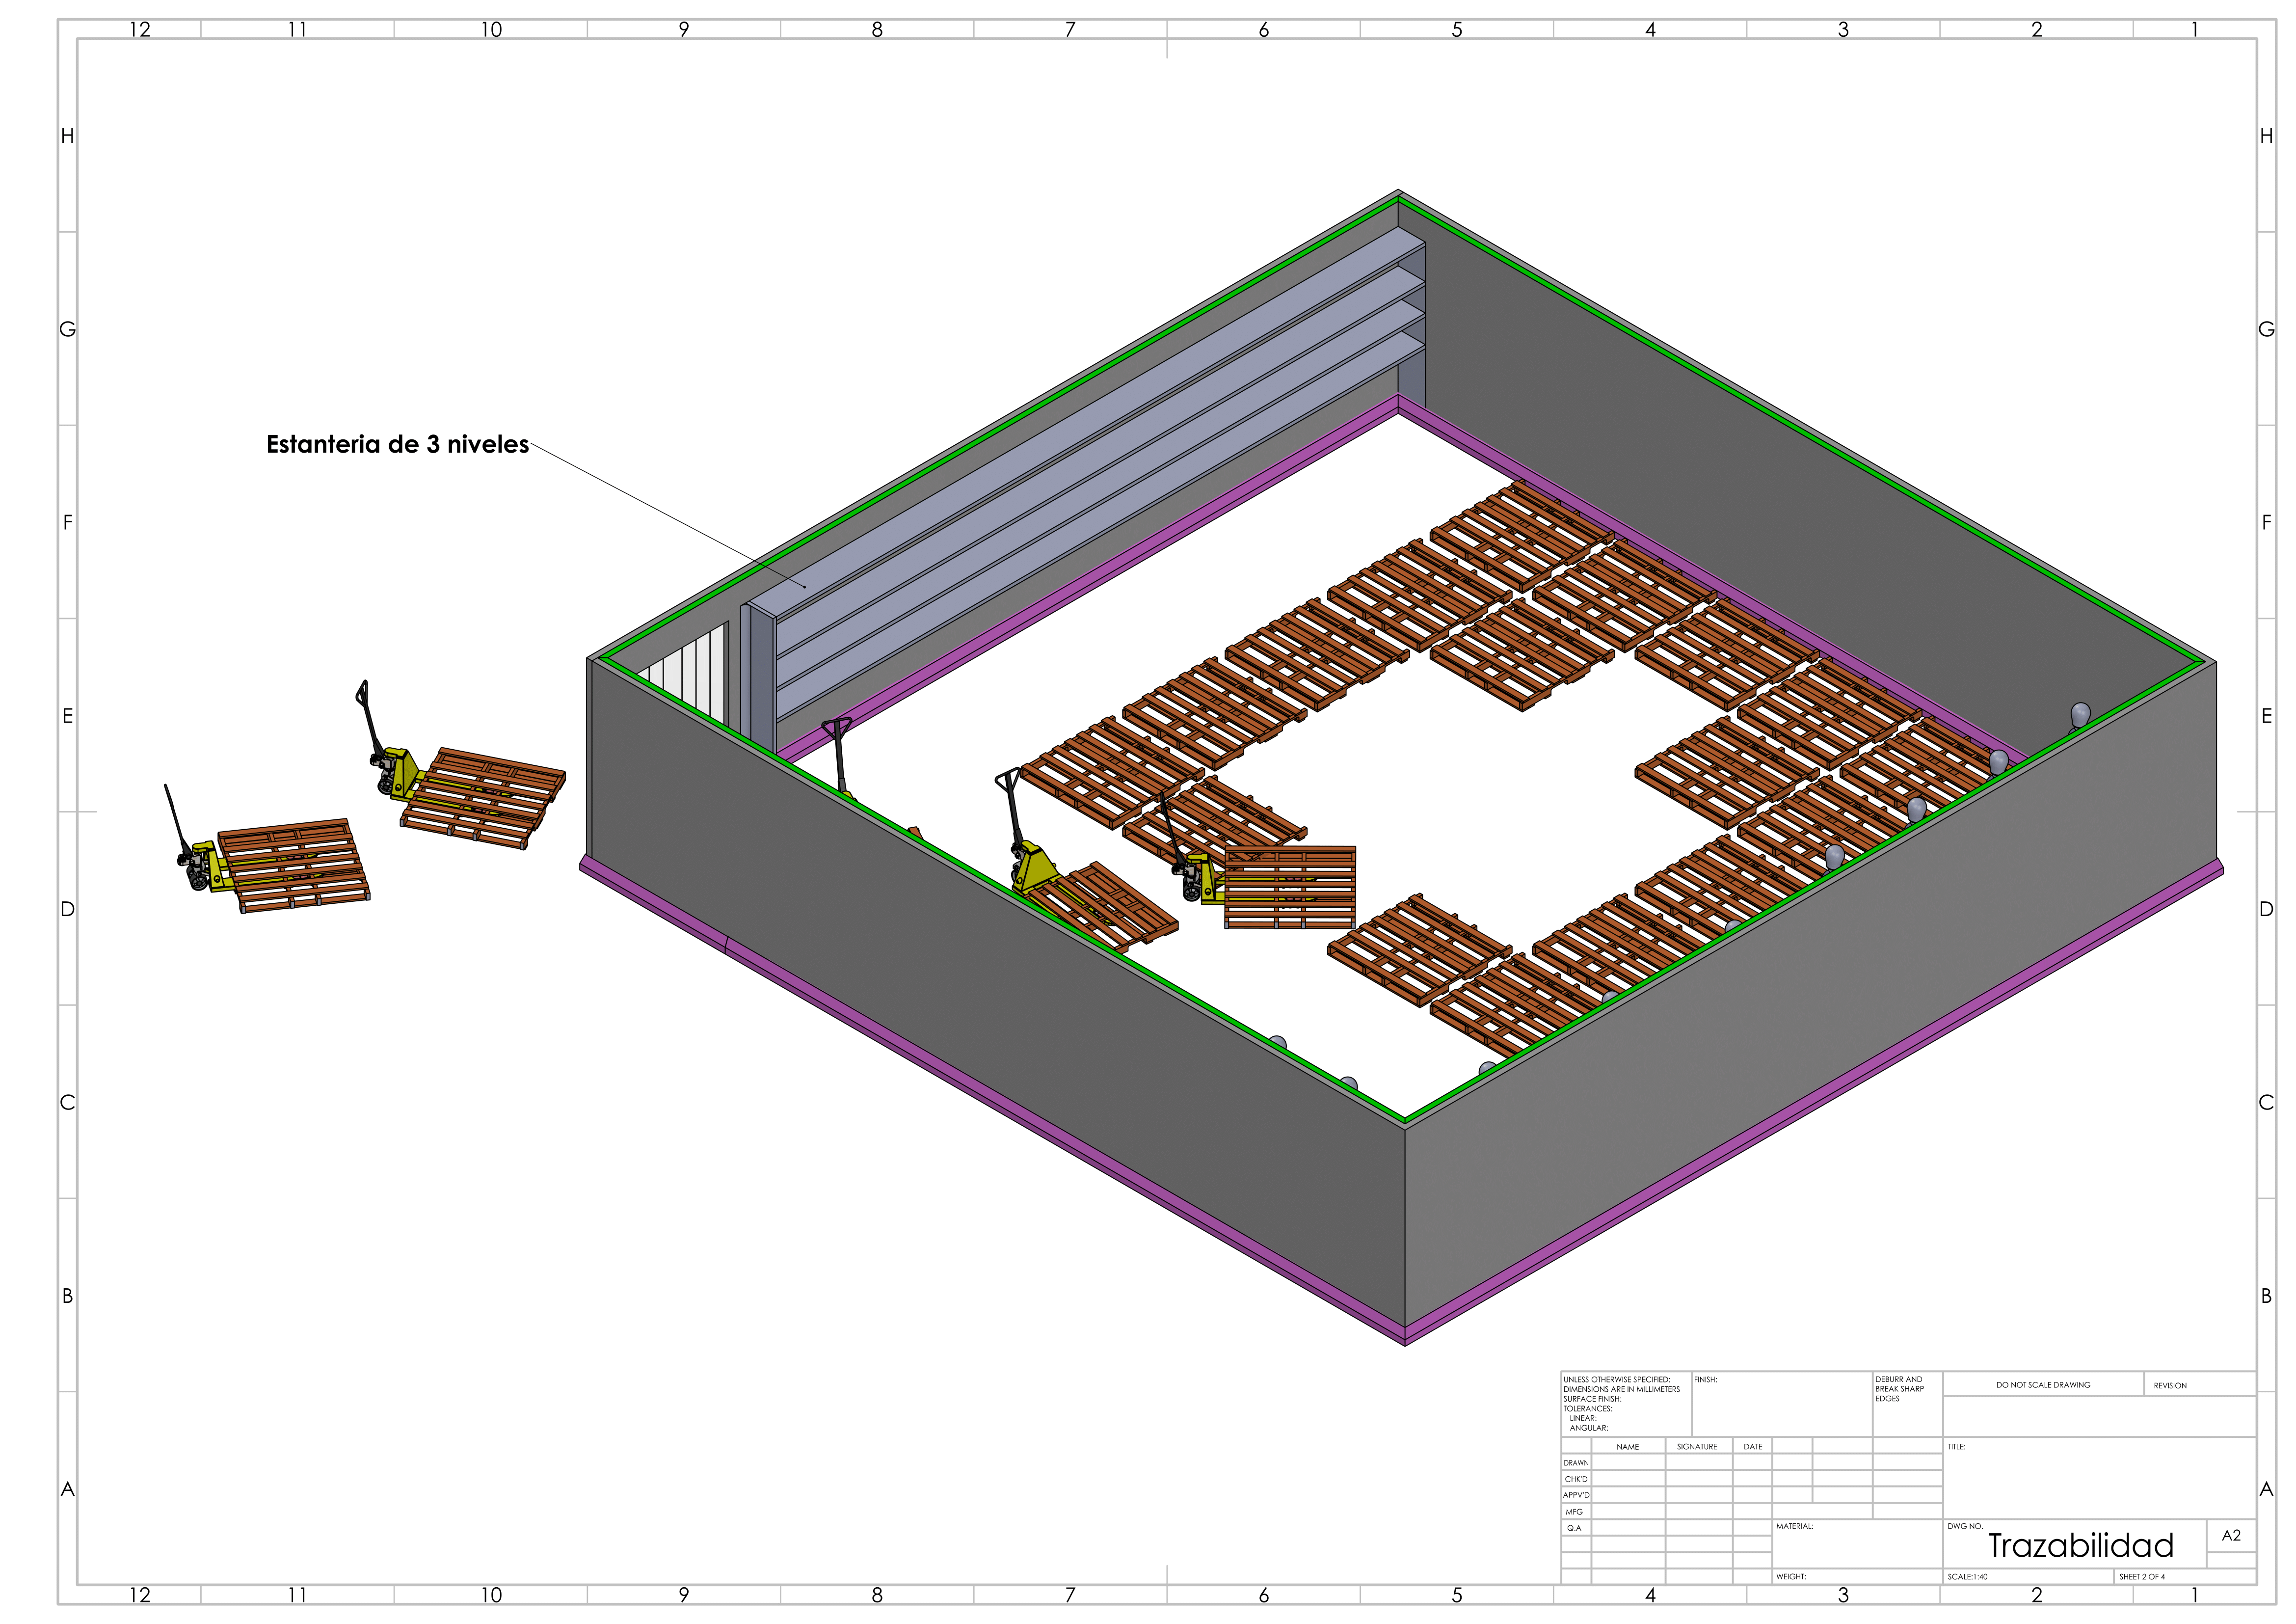 12 11 10 9 8 7 6 5 4 3 2 1
H H
G G
Estanteria de 3 niveles
F F
E E
D D
C C
B B
UNLESS OTHERWISE SPECIFIED:
DIMENSIONS ARE IN MILLIMETERS
SURFACE FINISH:
TOLERANCES:
LINEAR:
ANGULAR:
FINISH:
DEBURR AND
BREAK SHARP
EDGES
DO NOT SCALE DRAWING
REVISION
NAME SIGNATURE DATE
TITLE:
DRAWN
CHK'D
APPV'D
MFG
Q.A
A A
MATERIAL:
DWG NO.
Trazabilidad
A2
WEIGHT:
SCALE:1:40
SHEET 2 OF 4
12 11 10 9 8 7 6 5 4 3 2 1